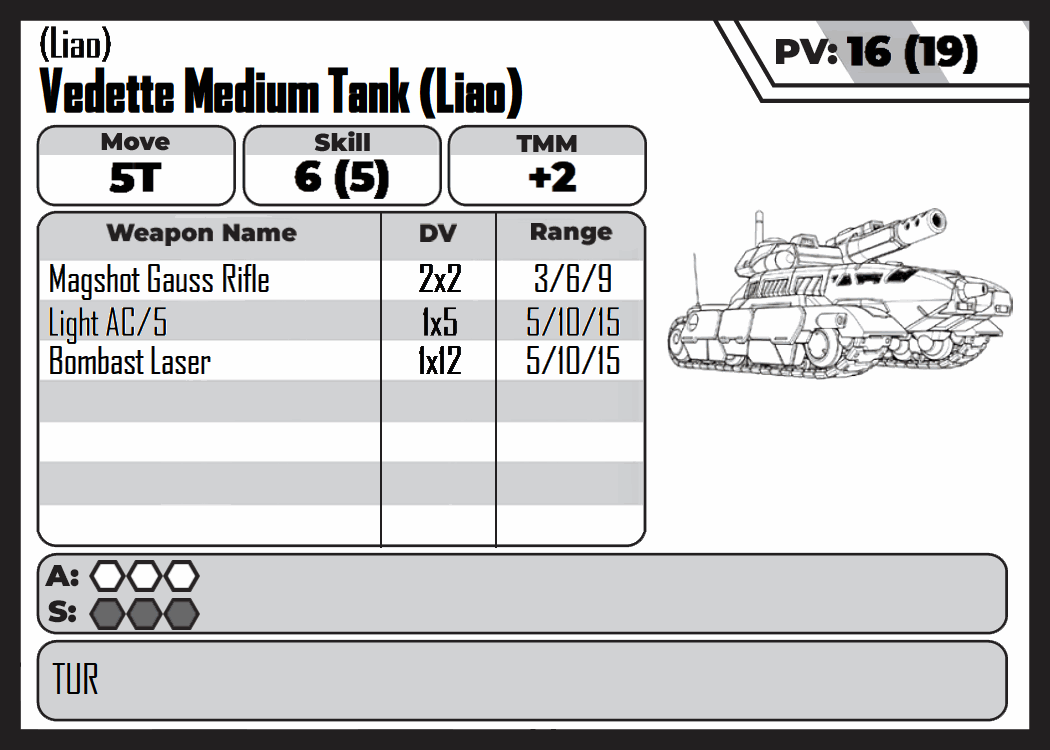 (Liao)
PV: 16 (19)
Vedette Medium Tank (Liao)
Move Skill TMM
5T 6 (5) +2
Weapon Name DV Range
Magshot Gauss Rifle 2x2 3/6/9
Light AC/5 1x5 5/10/15
Bombast Laser 1x12 5/10/15
A:
S:
TUR